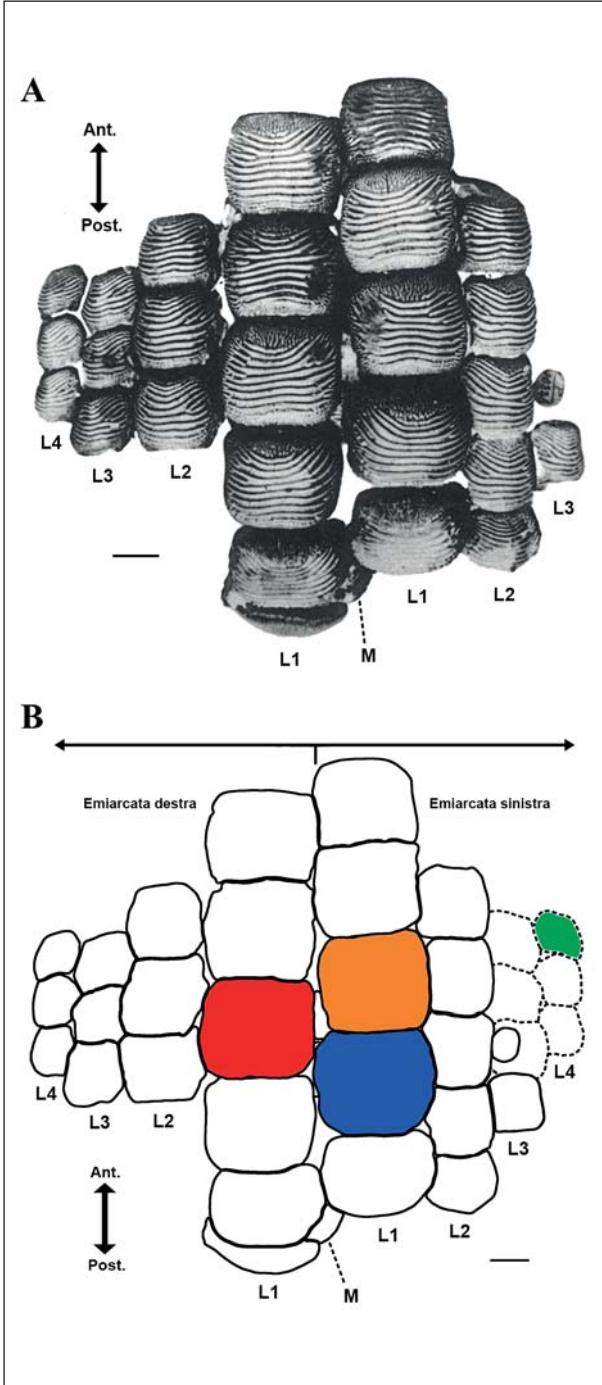 A
Ant.
Post.
L4
L3
L2
L3
L2
L1
M
L1
B
Emiarcata destra
Emiarcata sinistra
L4
L4
L3
L2
L3
Ant.
L2
L1
Post.
M
L1